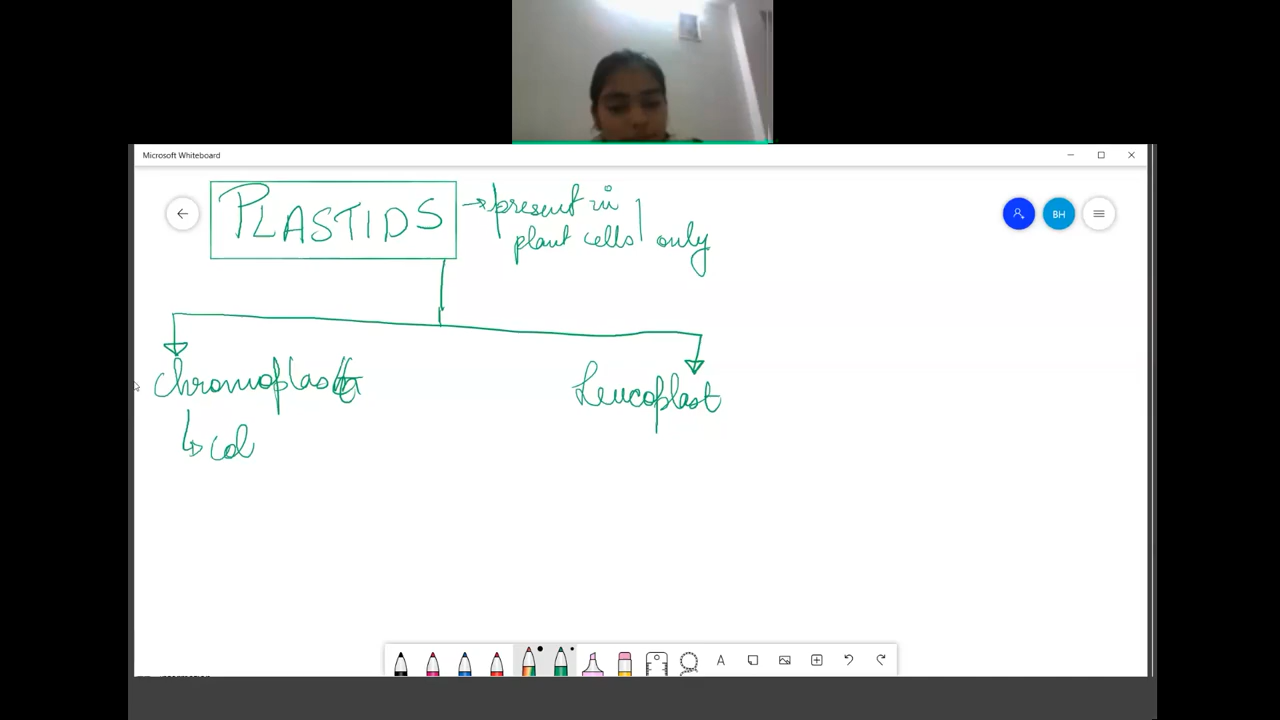 Microsoft Whiteboard
PLASTIDS → present in
plant cells only
BH
Chromoplast
Leucoplast
↳ col
A